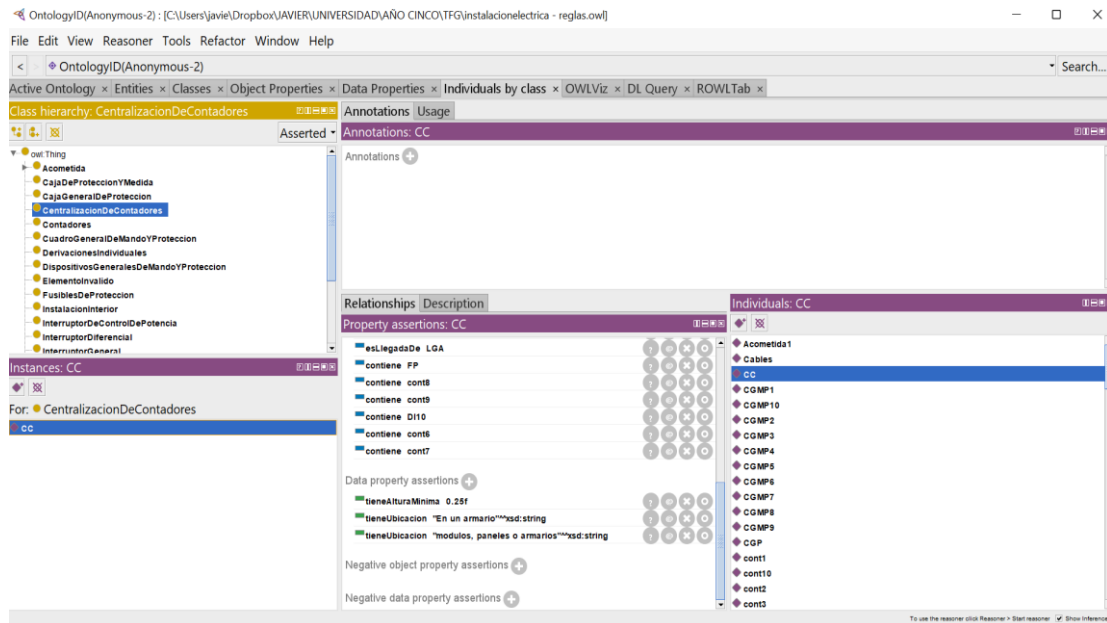 OntologyID(Anonymous-2) : [C:\Users\javie\Dropbox\JAVIER\UNIVERSIDAD\AÑO CINCO\TFG\instalacionelectrica - reglas.owl]
File Edit View Reasoner Tools Refactor Window Help
< > OntologyID(Anonymous-2) Search...
Active Ontology × Entities × Classes × Object Properties × Data Properties × Individuals by class × OWLViz × DL Query × ROWLTab ×
Class hierarchy: CentralizacionDeContadores
Asserted
owl:Thing
Acometida
CajaDeProteccionYMedida
CajaGeneralDeProteccion
CentralizacionDeContadores
Contadores
CuadroGeneralDeMandoYProteccion
DerivacionesIndividuales
DispositivosGeneralesDeMandoYProteccion
ElementoInvalido
FusiblesDeProteccion
InstalacionInterior
InterruptorDeControlDePotencia
InterruptorDiferencial
InterruptorGeneral
Instances: CC
For: CentralizacionDeContadores
CC
Annotations Usage
Annotations: CC
Annotations
Relationships Description
Property assertions: CC
esLlegadaDe LGA
contiene FP
contiene cont8
contiene cont9
contiene DI10
contiene cont6
contiene cont7
Data property assertions
tieneAlturaMinima 0.25f
tieneUbicacion "En un armario"^^xsd:string
tieneUbicacion "modulos, paneles o armarios"^^xsd:string
Negative object property assertions
Negative data property assertions
Individuals: CC
Acometida1
Cables
CC
CGMP1
CGMP10
CGMP2
CGMP3
CGMP4
CGMP5
CGMP6
CGMP7
CGMP8
CGMP9
CGP
cont1
cont10
cont2
cont3
To use the reasoner click Reasoner > Start reasoner Show Inference